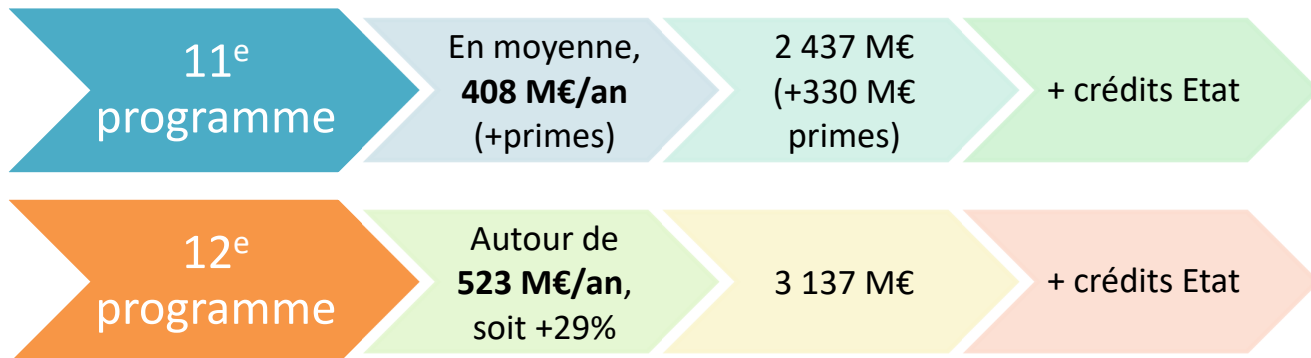 11e
programme
En moyenne,
408 M€/an
(+primes)
2 437 M€
(+330 M€
primes)
+ crédits Etat
12e
programme
Autour de
523 M€/an,
soit +29%
3 137 M€
+ crédits Etat